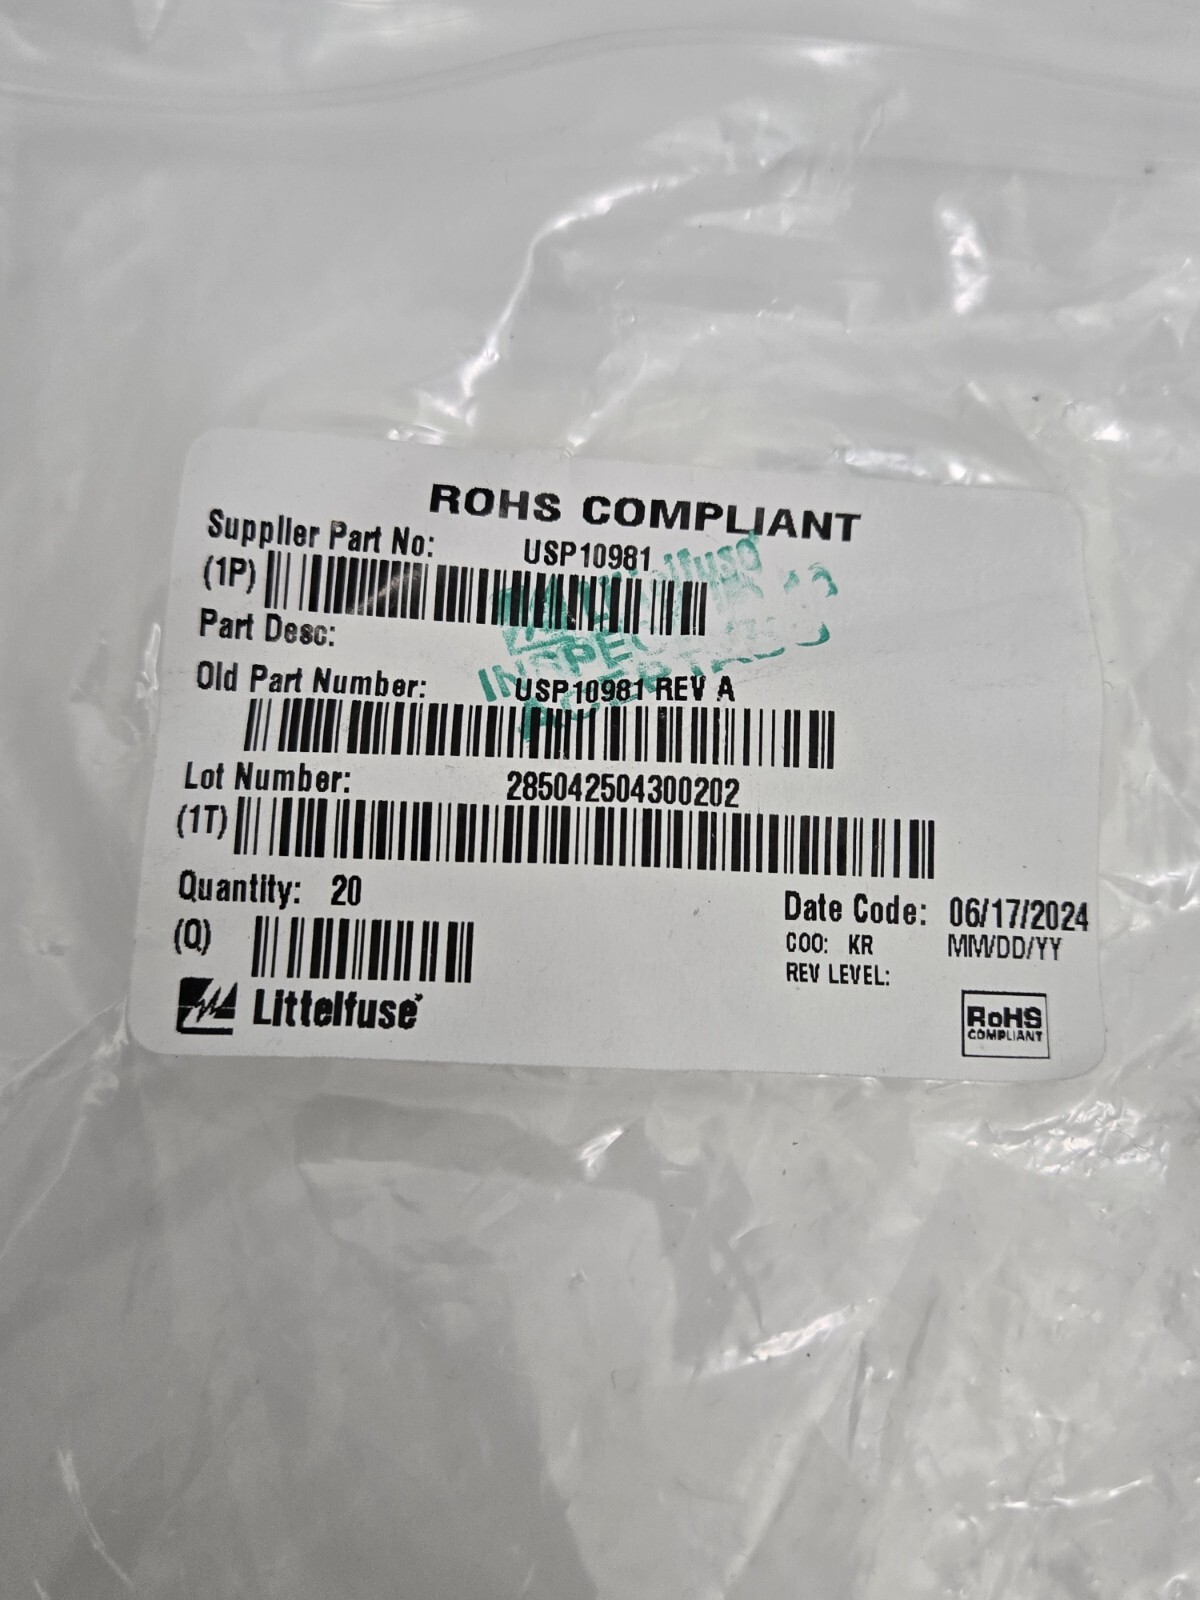 ROHS COMPLIANT
Supplier Part No: USP10981
(1P)
Part Desc:
Old Part Number: USP10981 REV A
Lot Number: 285042504300202
(1T)
Quantity: 20
(Q)
Date Code: 06/17/2024
COO: KR MM/DD/YY
REV LEVEL:
Littelfuse
RoHS
COMPLIANT